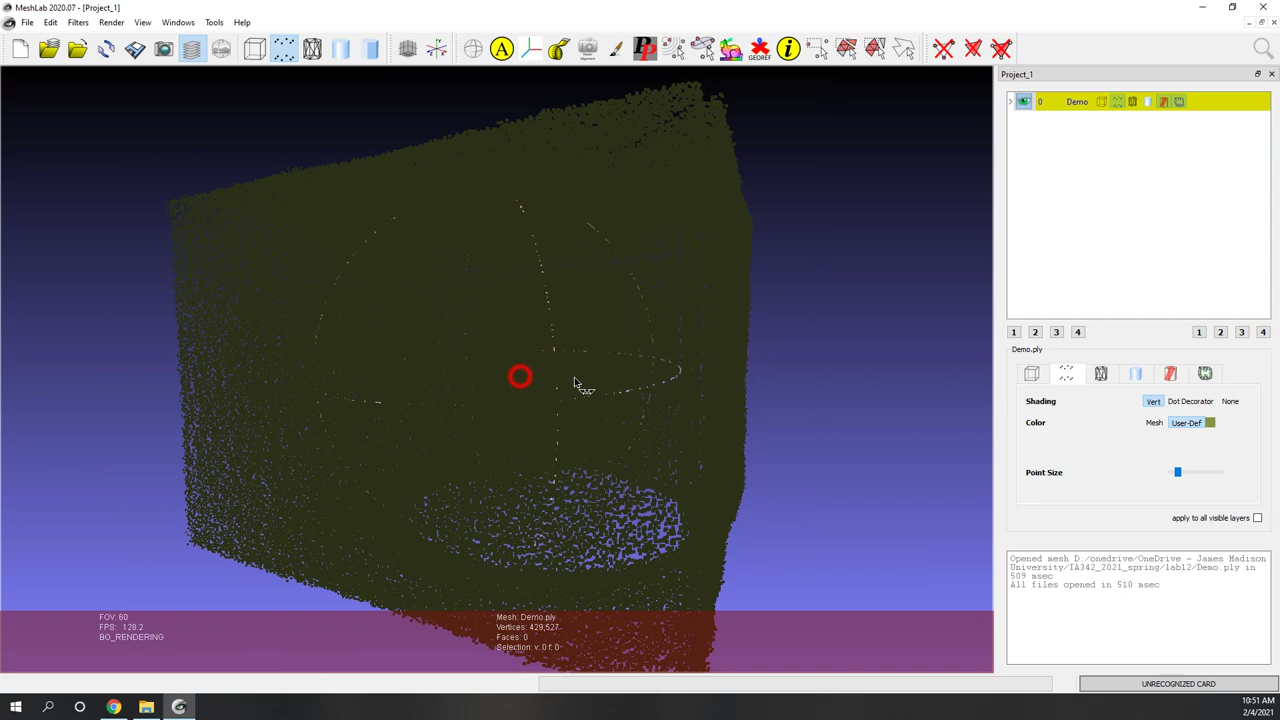 MeshLab 2020.07 - [Project_1]
File Edit Filters Render View Windows Tools Help
A
PP
GEOREF
i
Project_1
0 Demo
1 2 3 4 1 2 3 4
Demo.ply
Shading Vert Dot Decorator None
Color Mesh User-Def
Point Size
apply to all visible layers
Opened mesh D:/onedrive/OneDrive - James Madison
University/IA342_2021_spring/lab12/Demo.ply in
509 msec
All files opened in 510 msec
FOV: 60
FPS: 128.2
BO_RENDERING
Mesh: Demo.ply
Vertices: 429,527
Faces: 0
Selection: v: 0 f: 0
UNRECOGNIZED CARD
10:51 AM
2/4/2021